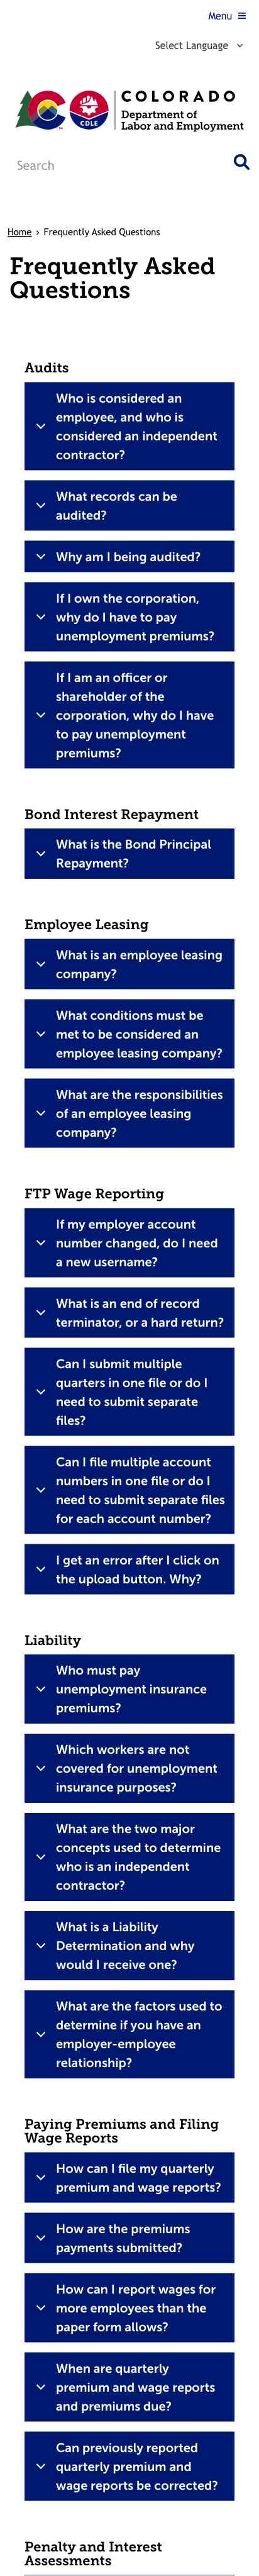 Menu
Select Language
CDLE
COLORADO
Department of
Labor and Employment
Search
Home › Frequently Asked Questions
Frequently Asked
Questions
Audits
Who is considered an
employee, and who is
considered an independent
contractor?
What records can be
audited?
Why am I being audited?
If I own the corporation,
why do I have to pay
unemployment premiums?
If I am an officer or
shareholder of the
corporation, why do I have
to pay unemployment
premiums?
Bond Interest Repayment
What is the Bond Principal
Repayment?
Employee Leasing
What is an employee leasing
company?
What conditions must be
met to be considered an
employee leasing company?
What are the responsibilities
of an employee leasing
company?
FTP Wage Reporting
If my employer account
number changed, do I need
a new username?
What is an end of record
terminator, or a hard return?
Can I submit multiple
quarters in one file or do I
need to submit separate
files?
Can I file multiple account
numbers in one file or do I
need to submit separate files
for each account number?
I get an error after I click on
the upload button. Why?
Liability
Who must pay
unemployment insurance
premiums?
Which workers are not
covered for unemployment
insurance purposes?
What are the two major
concepts used to determine
who is an independent
contractor?
What is a Liability
Determination and why
would I receive one?
What are the factors used to
determine if you have an
employer-employee
relationship?
Paying Premiums and Filing
Wage Reports
How can I file my quarterly
premium and wage reports?
How are the premiums
payments submitted?
How can I report wages for
more employees than the
paper form allows?
When are quarterly
premium and wage reports
and premiums due?
Can previously reported
quarterly premium and
wage reports be corrected?
Penalty and Interest
Assessments